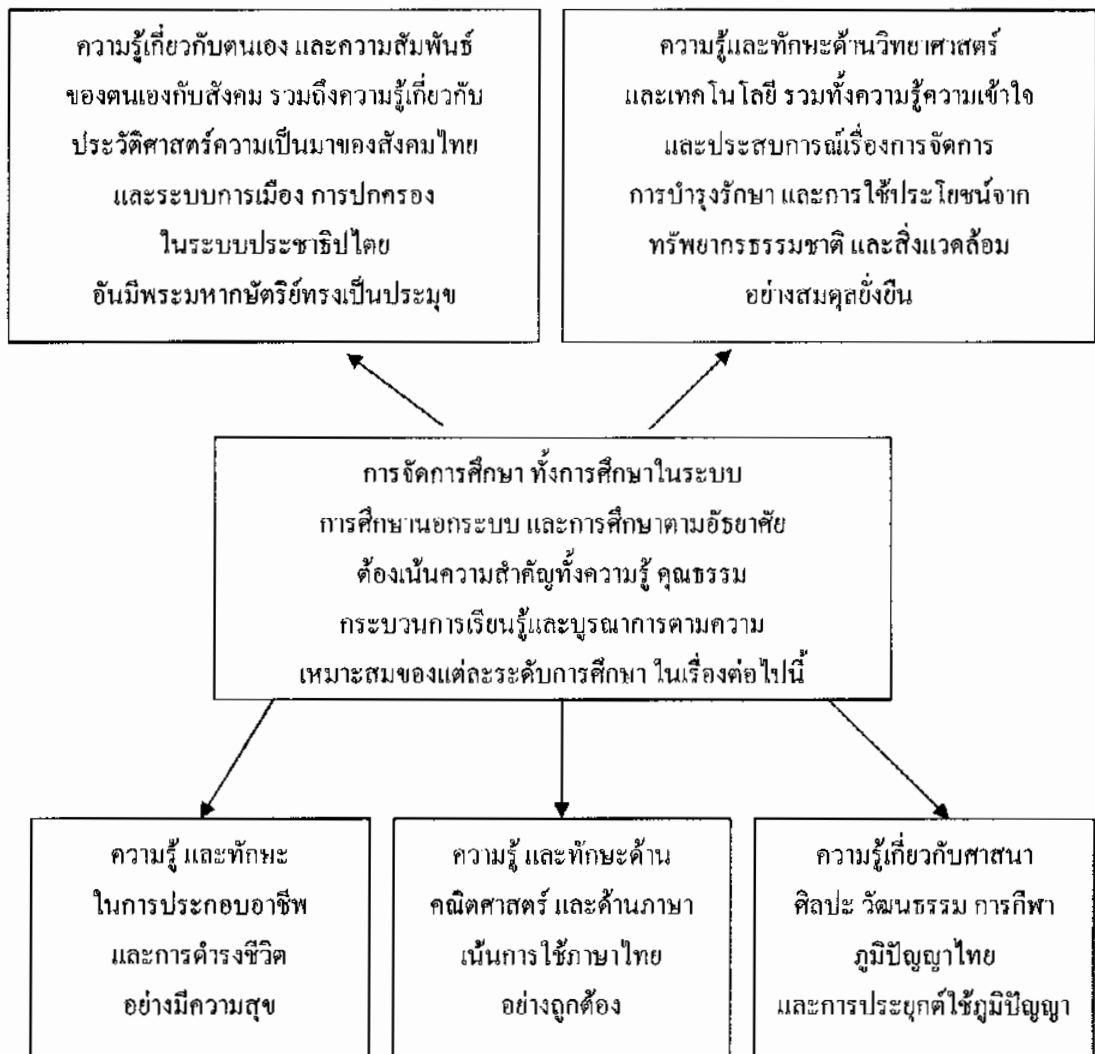 ความรู้เกี่ยวกับตนเอง และความสัมพันธ์
ของตนเองกับสังคม รวมถึงความรู้เกี่ยวกับ
ประวัติศาสตร์ความเป็นมาของสังคมไทย
และระบบการเมือง การปกครอง
ในระบบประชาธิปไตย
อันมีพระมหากษัตริย์ทรงเป็นประมุข
ความรู้และทักษะด้านวิทยาศาสตร์
และเทคโนโลยี รวมทั้งความรู้ความเข้าใจ
และประสบการณ์เรื่องการจัดการ
การบำรุงรักษา และการใช้ประโยชน์จาก
ทรัพยากรธรรมชาติ และสิ่งแวดล้อม
อย่างสมดุลยั่งยืน
การจัดการศึกษา ทั้งการศึกษาในระบบ
การศึกษานอกระบบ และการศึกษาตามอัธยาศัย
ต้องเน้นความสำคัญทั้งความรู้ คุณธรรม
กระบวนการเรียนรู้และบูรณาการตามความ
เหมาะสมของแต่ละระดับการศึกษา ในเรื่องต่อไปนี้
ความรู้ และทักษะ
ในการประกอบอาชีพ
และการดำรงชีวิต
อย่างมีความสุข
ความรู้ และทักษะด้าน
คณิตศาสตร์ และด้านภาษา
เน้นการใช้ภาษาไทย
อย่างถูกต้อง
ความรู้เกี่ยวกับศาสนา
ศิลปะ วัฒนธรรม การกีฬา
ภูมิปัญญาไทย
และการประยุกต์ใช้ภูมิปัญญา